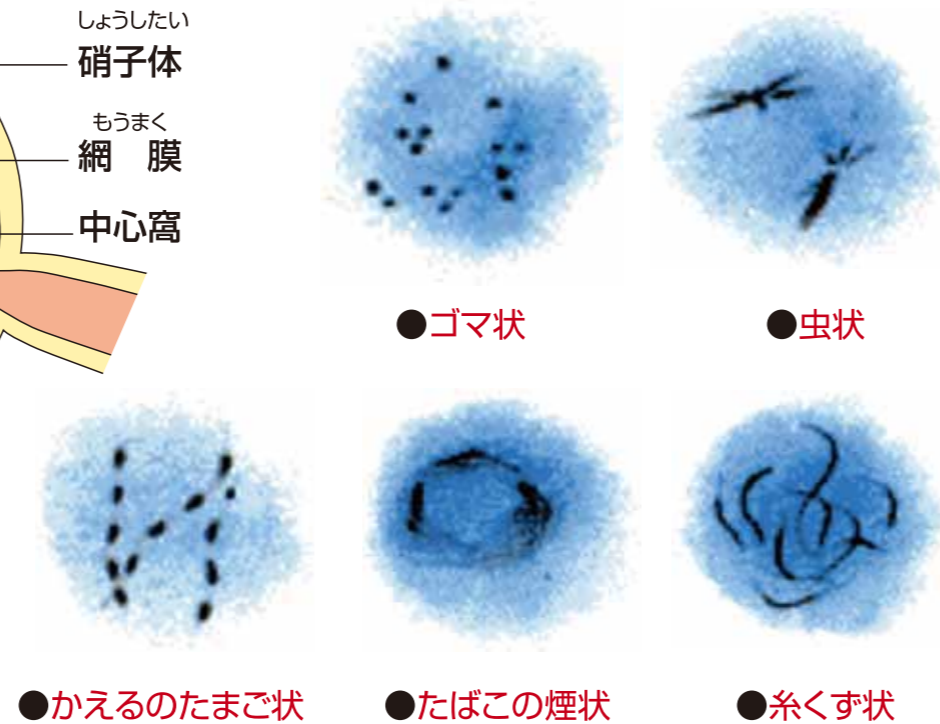 しょうしたい
硝子体
もうまく
網　膜
中心窩
●ゴマ状
●虫状
●かえるのたまご状
●たばこの煙状
●糸くず状